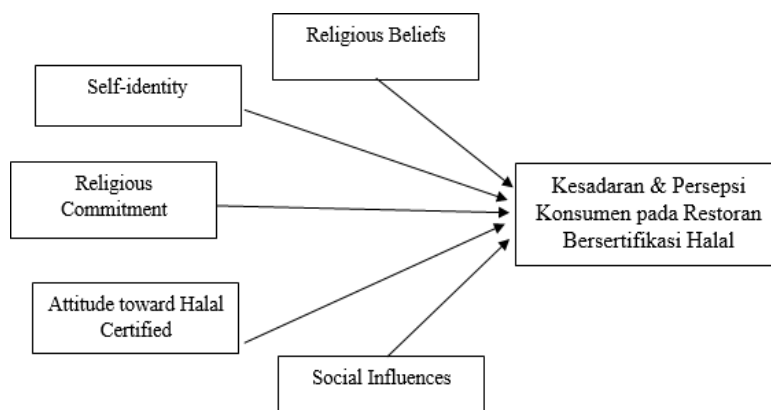 Religious Beliefs
Self-identity
Religious
Commitment
Attitude toward Halal
Certified
Social Influences
Kesadaran & Persepsi
Konsumen pada Restoran
Bersertifikasi Halal